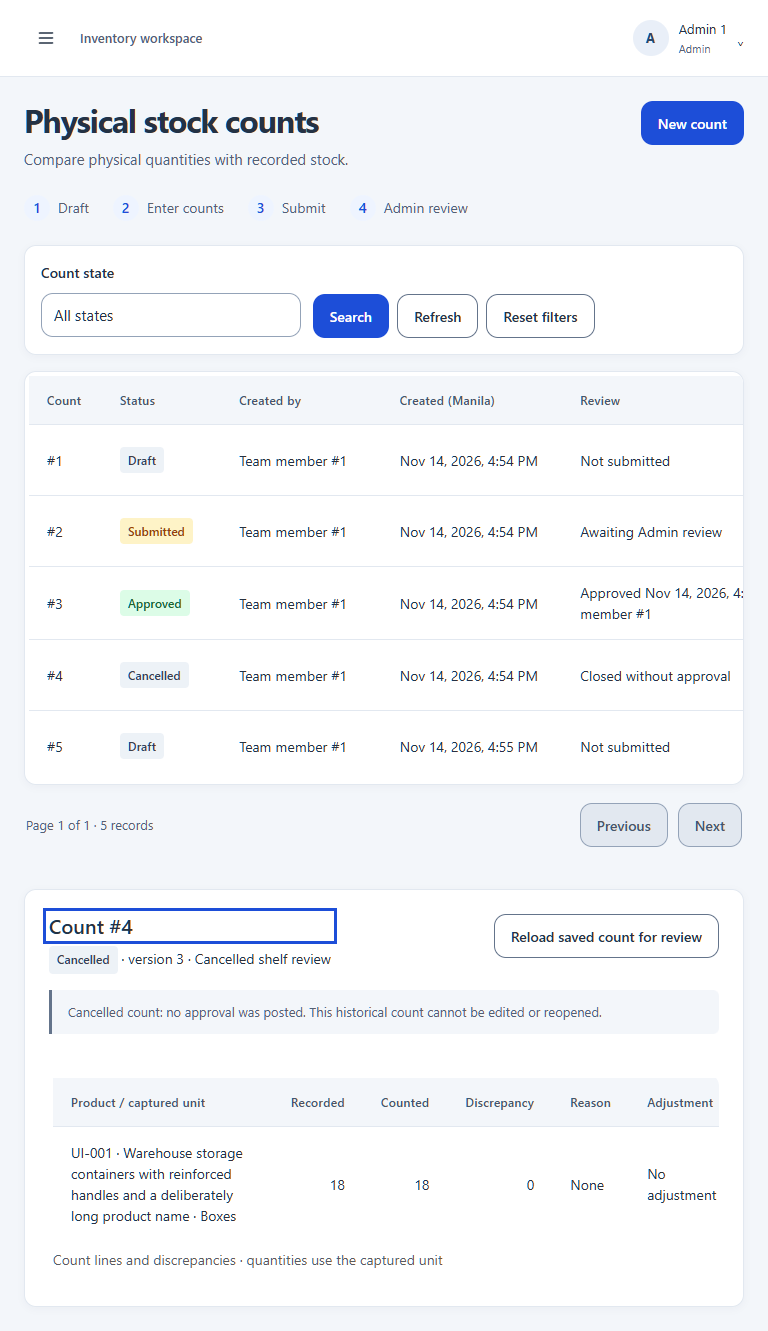 Inventory workspace
A
Admin 1
Admin
Physical stock counts
New count
Compare physical quantities with recorded stock.
1 Draft 2 Enter counts 3 Submit 4 Admin review
Count state
All states
Search
Refresh
Reset filters
Count Status Created by Created (Manila) Review
#1 Draft Team member #1 Nov 14, 2026, 4:54 PM Not submitted
#2 Submitted Team member #1 Nov 14, 2026, 4:54 PM Awaiting Admin review
#3 Approved Team member #1 Nov 14, 2026, 4:54 PM Approved Nov 14, 2026, 4:
member #1
#4 Cancelled Team member #1 Nov 14, 2026, 4:54 PM Closed without approval
#5 Draft Team member #1 Nov 14, 2026, 4:55 PM Not submitted
Page 1 of 1 · 5 records
Previous
Next
Count #4
Reload saved count for review
Cancelled · version 3 · Cancelled shelf review
Cancelled count: no approval was posted. This historical count cannot be edited or reopened.
Product / captured unit Recorded Counted Discrepancy Reason Adjustment
UI-001 · Warehouse storage
containers with reinforced
handles and a deliberately
long product name · Boxes
18 18 0 None
No
adjustment
Count lines and discrepancies · quantities use the captured unit